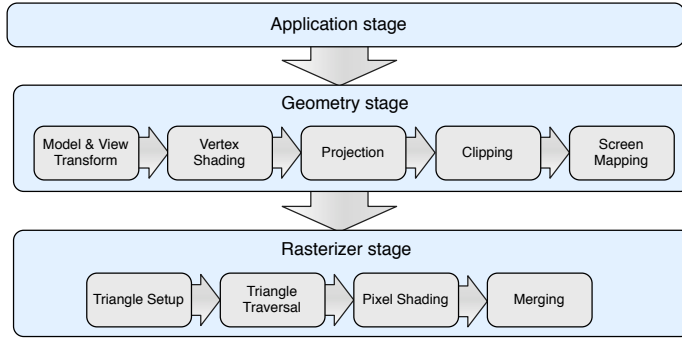 Application stage
Geometry stage
Model & View
Transform
Vertex
Shading
Projection
Clipping
Screen
Mapping
Rasterizer stage
Triangle Setup
Triangle
Traversal
Pixel Shading
Merging